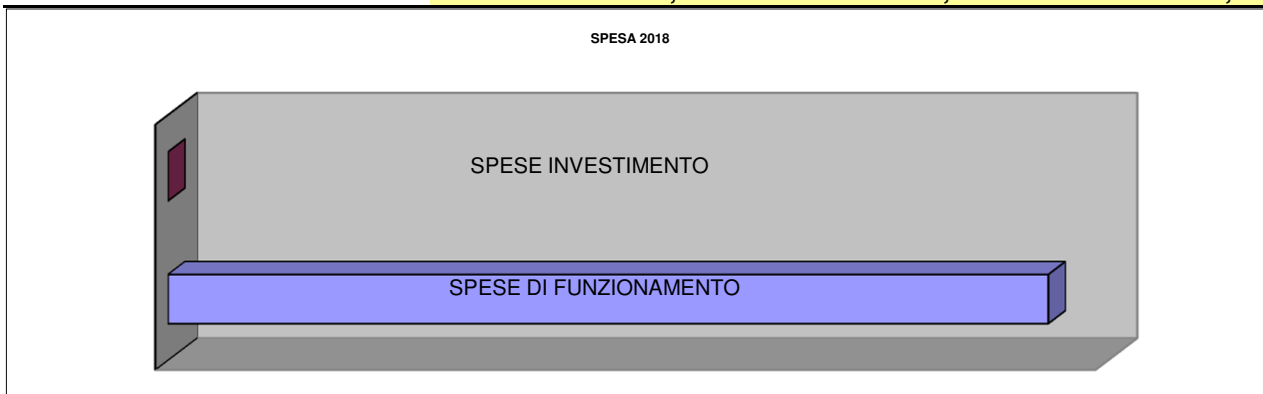 SPESA 2018
SPESE INVESTIMENTO
SPESE DI FUNZIONAMENTO